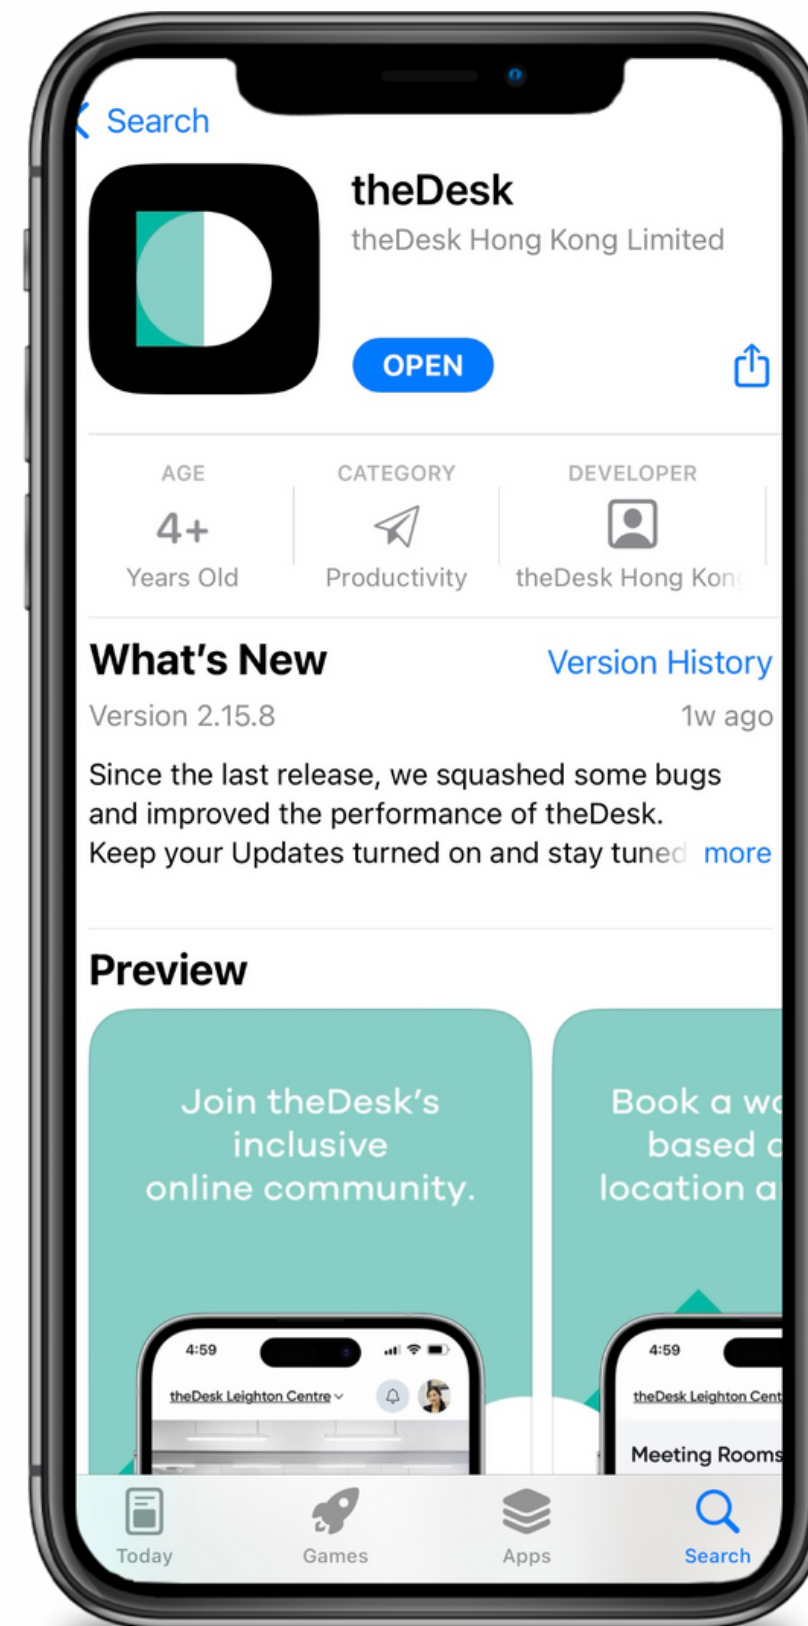 Search
theDesk
theDesk Hong Kong Limited
OPEN
AGE
4+
Years Old
CATEGORY
Productivity
DEVELOPER
theDesk Hong Kon
What's New
Version History
Version 2.15.8
1w ago
Since the last release, we squashed some bugs
and improved the performance of theDesk.
Keep your Updates turned on and stay tuned more
Preview
Join theDesk's
inclusive
online community.
Book a
based
location
4:59
theDesk Leighton Centre
4:59
theDesk Leighton Cent
Meeting Rooms
Today
Games
Apps
Search